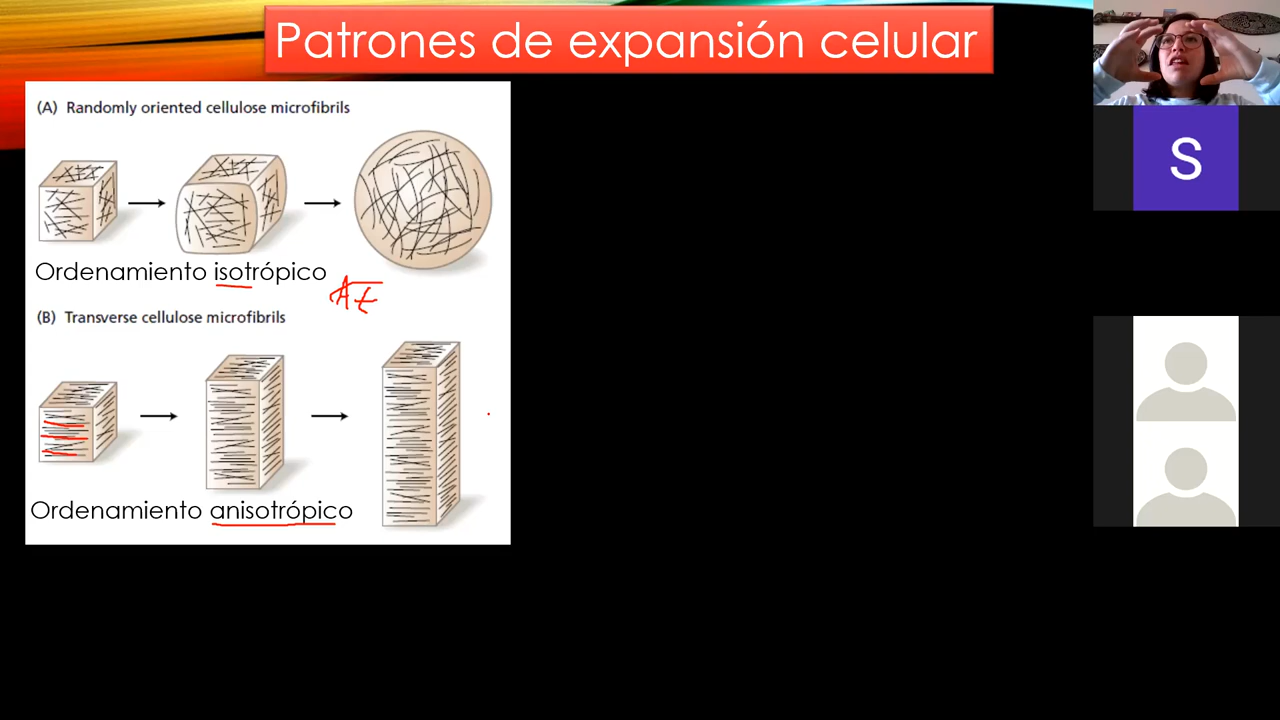 Patrones de expansión celular
(A) Randomly oriented cellulose microfibrils
Ordenamiento isotrópico
(B) Transverse cellulose microfibrils
Ordenamiento anisotrópico
S